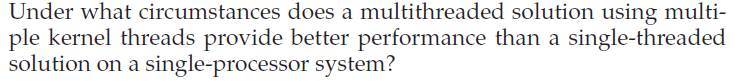 Under what circumstances does a multithreaded solution using multi-
ple kernel threads provide better performance than a single-threaded
solution on a single-processor system?